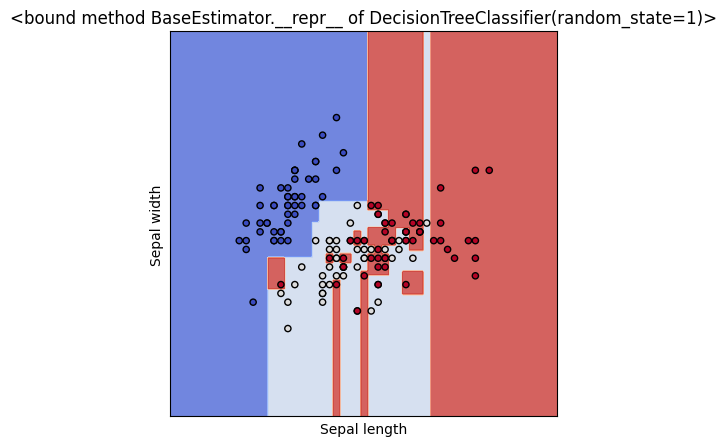 <bound method BaseEstimator.__repr__ of DecisionTreeClassifier(random_state=1)>
Sepal width
Sepal length